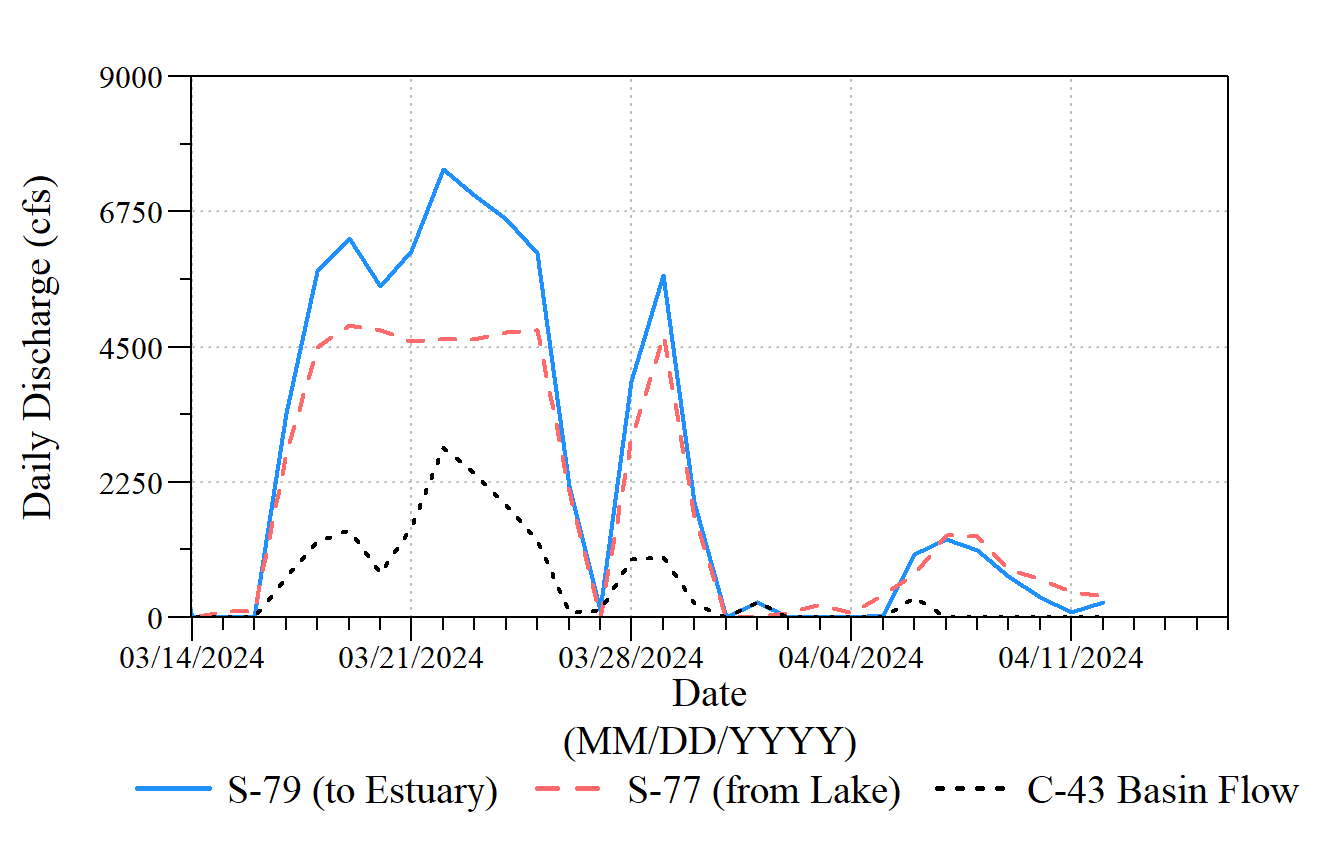 Daily Discharge (cfs)
9000
6750
4500
2250
0
03/14/2024 03/21/2024 03/28/2024 04/04/2024 04/11/2024
Date
(MM/DD/YYYY)
S-79 (to Estuary) S-77 (from Lake) C-43 Basin Flow